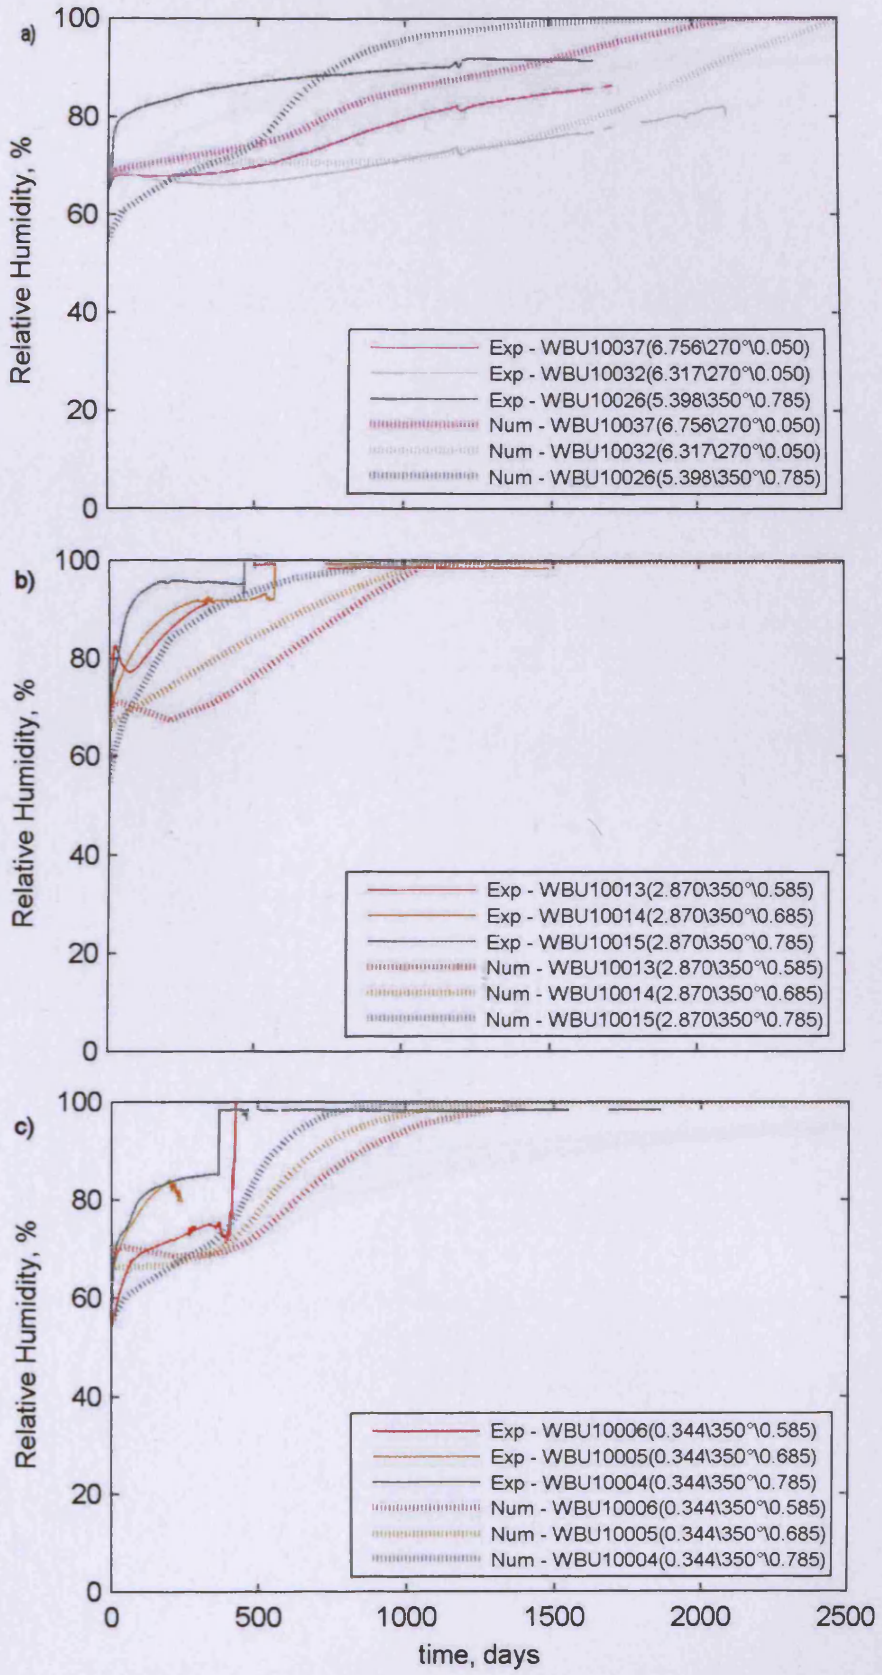 a)
Relative Humidity, %
100
80
60
40
20
0
Exp - WBU10037(6.756\270°\0.050)
Exp - WBU10032(6.317\270°\0.050)
Exp - WBU10026(5.398\350°\0.785)
Num - WBU10037(6.756\270°\0.050)
Num - WBU10032(6.317\270°\0.050)
Num - WBU10026(5.398\350°\0.785)
b)
Relative Humidity, %
100
80
60
40
20
0
Exp - WBU10013(2.870\350°\0.585)
Exp - WBU10014(2.870\350°\0.685)
Exp - WBU10015(2.870\350°\0.785)
Num - WBU10013(2.870\350°\0.585)
Num - WBU10014(2.870\350°\0.685)
Num - WBU10015(2.870\350°\0.785)
c)
Relative Humidity, %
100
80
60
40
20
0
Exp - WBU10006(0.344\350°\0.585)
Exp - WBU10005(0.344\350°\0.685)
Exp - WBU10004(0.344\350°\0.785)
Num - WBU10006(0.344\350°\0.585)
Num - WBU10005(0.344\350°\0.685)
Num - WBU10004(0.344\350°\0.785)
0 500 1000 1500 2000 2500
time, days